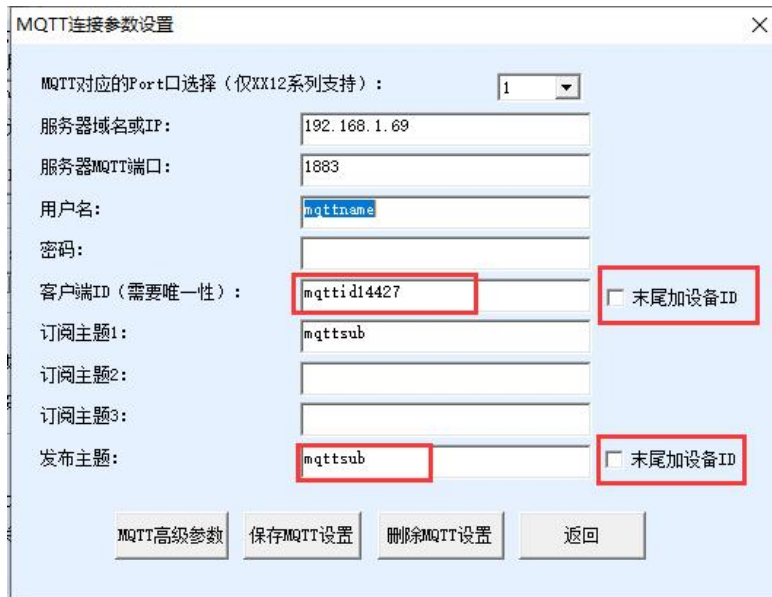 MQTT连接参数设置
MQTT对应的Port口选择（仅XX12系列支持）： 1
服务器域名或IP： 192.168.1.69
服务器MQTT端口： 1883
用户名： mqttname
密码：
客户端ID（需要唯一性）： mqttid14427 末尾加设备ID
订阅主题1： mqttsub
订阅主题2：
订阅主题3：
发布主题： mqttsub 末尾加设备ID
MQTT高级参数 保存MQTT设置 删除MQTT设置 返回